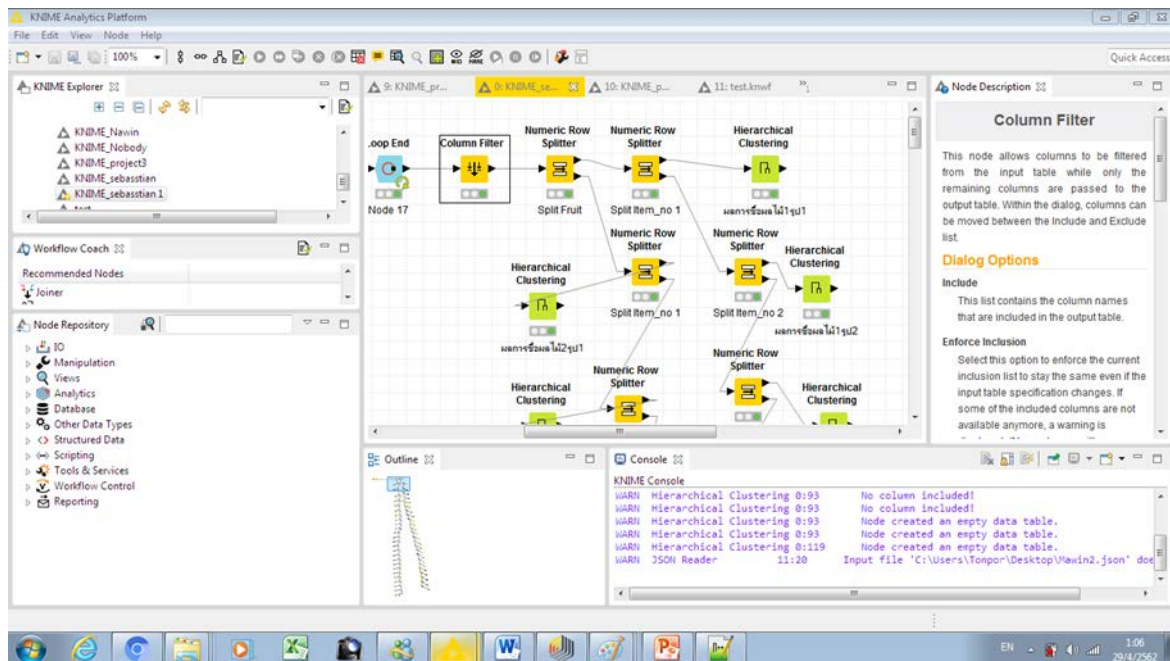 KNIME Analytics Platform
File Edit View Node Help
100%
Quick Access
KNIME Explorer
KNIME_Nawin
KNIME_Nobody
KNIME_project3
KNIME_sebasstian
KNIME_sebasstian 1
Workflow Coach
Recommended Nodes
Joiner
Node Repository
IO
Manipulation
Views
Analytics
Database
Other Data Types
Structured Data
Scripting
Tools & Services
Workflow Control
Reporting
9: KNIME_pr...
0: KNIME_se...
10: KNIME_p...
11: test.knwf
Loop End
Node 17
Column Filter
Numeric Row
Splitter
Split Fruit
Numeric Row
Splitter
Split Item_no 1
Hierarchical
Clustering
ผลการซื้อผลไม้1รูป1
Hierarchical
Clustering
ผลการซื้อผลไม้2รูป1
Numeric Row
Splitter
Split Item_no 1
Numeric Row
Splitter
Split Item_no 2
Hierarchical
Clustering
ผลการซื้อผลไม้1รูป2
Hierarchical
Clustering
Numeric Row
Splitter
Numeric Row
Splitter
Hierarchical
Clustering
Node Description
Column Filter
This node allows columns to be filtered
from the input table while only the
remaining columns are passed to the
output table. Within the dialog, columns can
be moved between the Include and Exclude
list.
Dialog Options
Include
This list contains the column names
that are included in the output table.
Enforce Inclusion
Select this option to enforce the current
inclusion list to stay the same even if the
input table specification changes. If
some of the included columns are not
available anymore, a warning is
Outline
Console
KNIME Console
WARN Hierarchical Clustering 0:93 No column included!
WARN Hierarchical Clustering 0:93 No column included!
WARN Hierarchical Clustering 0:93 Node created an empty data table.
WARN Hierarchical Clustering 0:93 Node created an empty data table.
WARN Hierarchical Clustering 0:119 Node created an empty data table.
WARN JSON Reader 11:20 Input file 'C:\Users\Tonpor\Desktop\Mawin2.json' doe
EN
1:06
29/4/2562